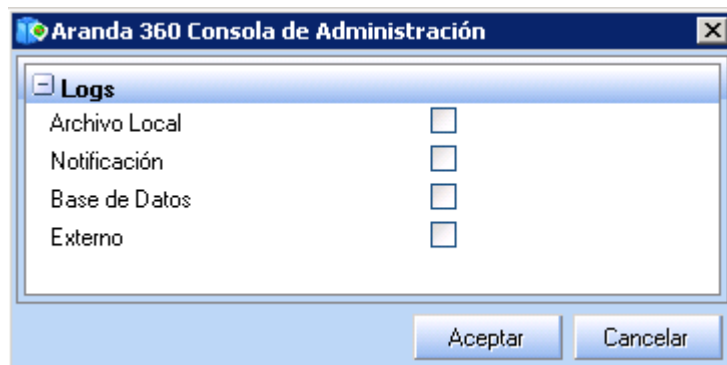 Aranda 360 Consola de Administración
Logs
Archivo Local
Notificación
Base de Datos
Externo
Aceptar
Cancelar